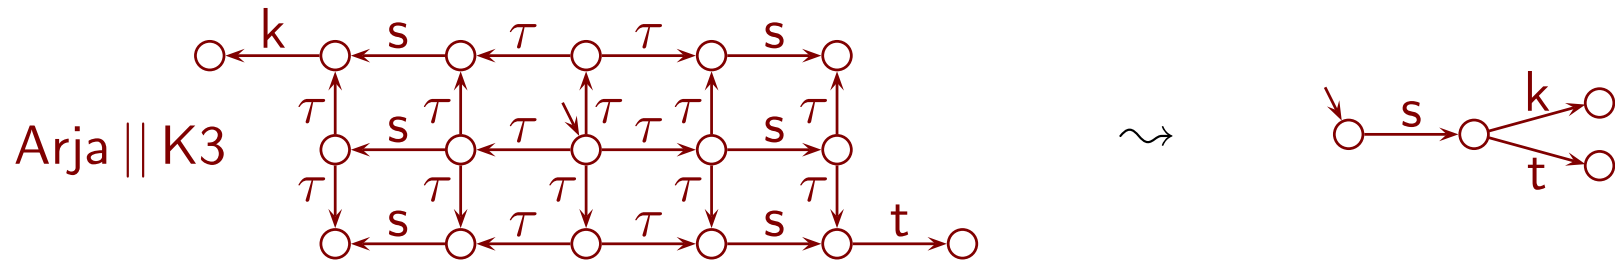 k s τ τ s
τ τ τ τ τ k
Arja || K3 s τ τ s ⇝ s
τ τ τ τ τ t
s τ τ s t